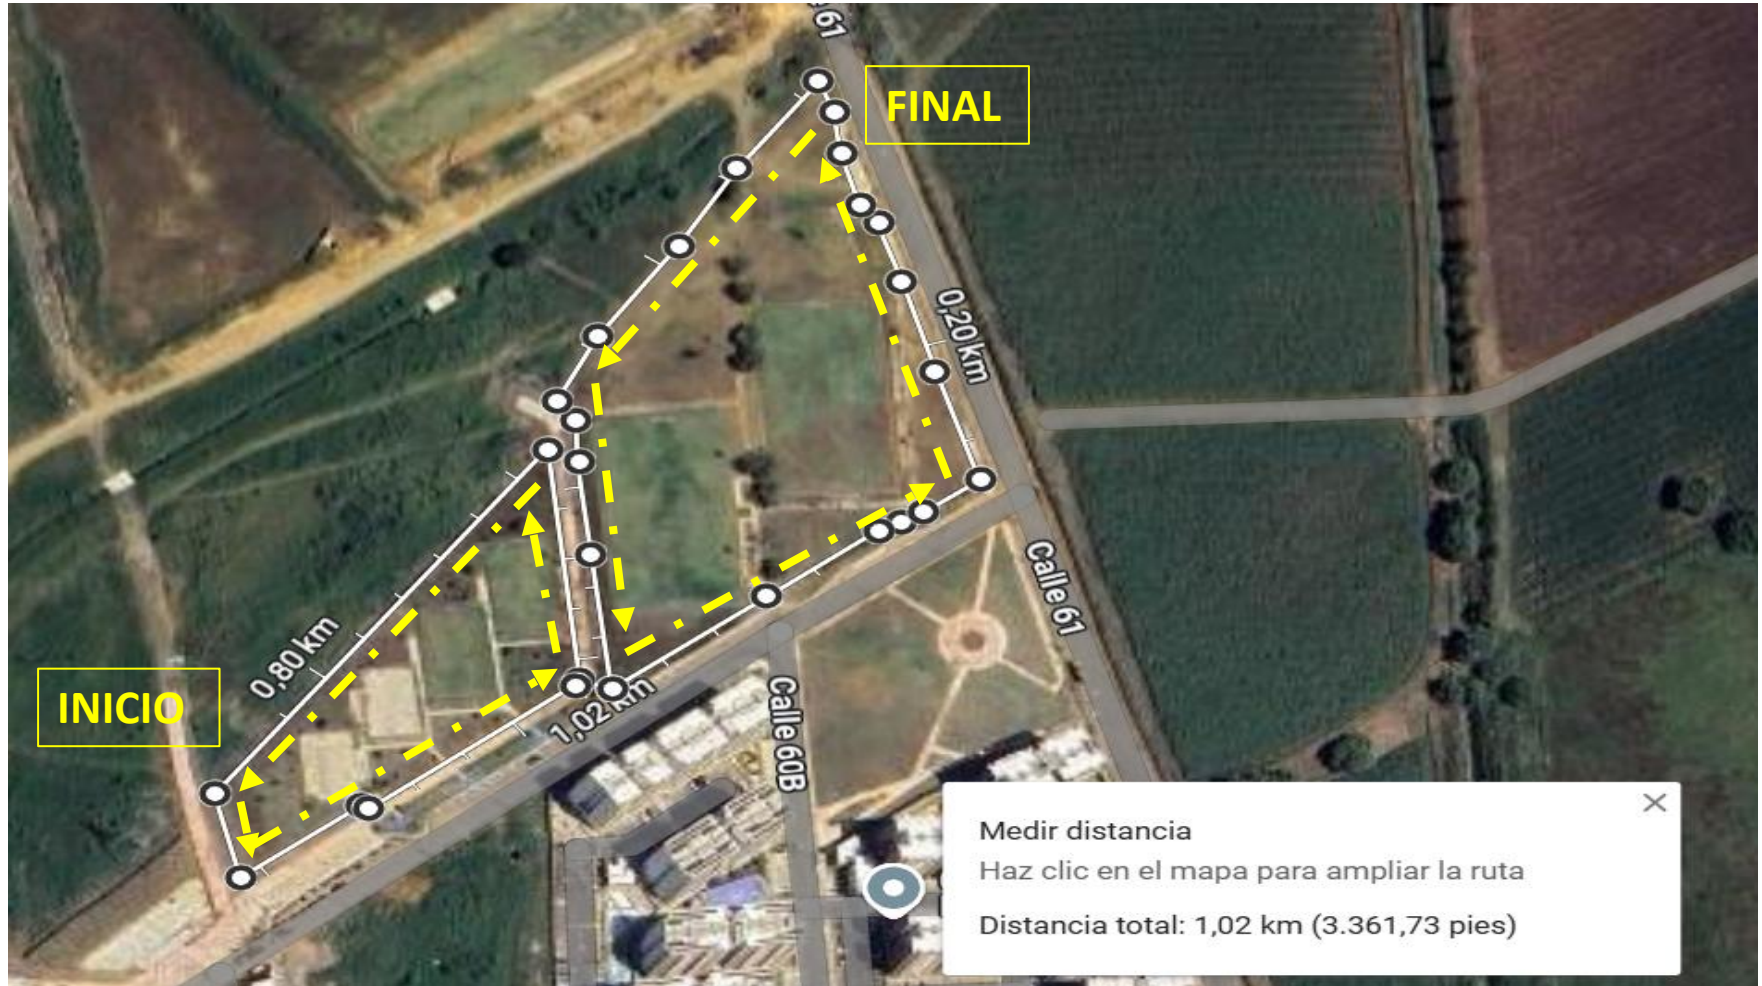 61
FINAL
0,20 km
Calle 61
0,80 km
INICIO
1,02 km
Calle 60B
Medir distancia
Haz clic en el mapa para ampliar la ruta
Distancia total: 1,02 km (3.361,73 pies)